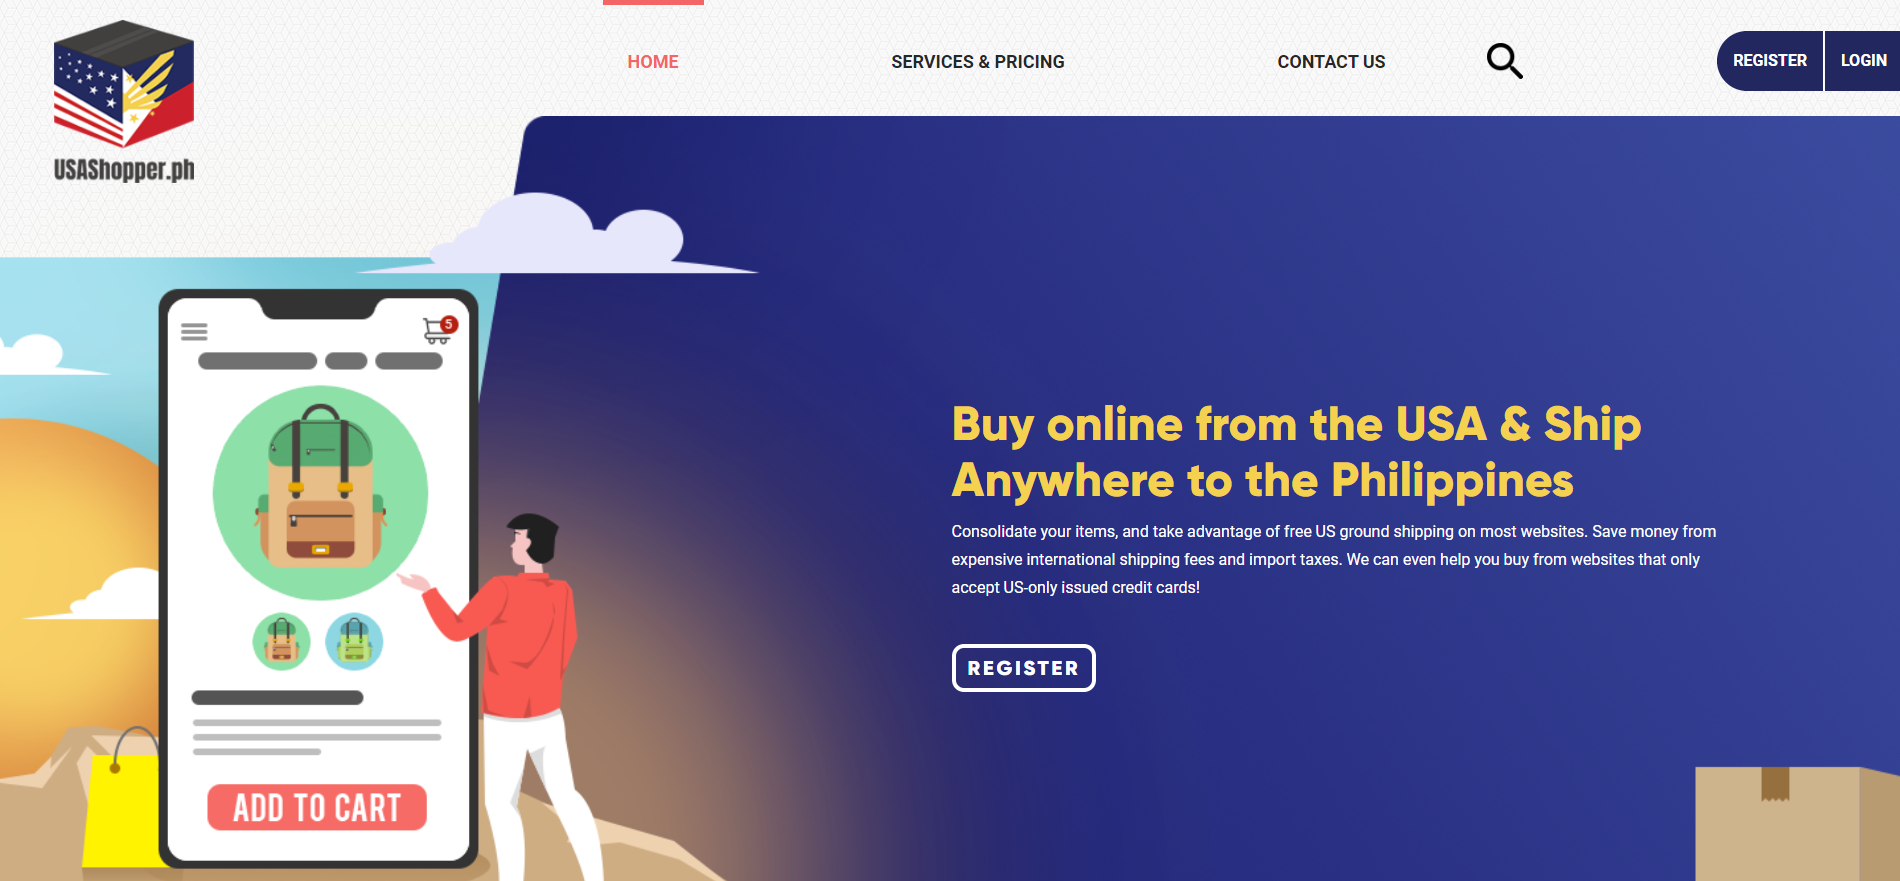 USAShopper.ph
HOME
SERVICES & PRICING
CONTACT US
REGISTER
LOGIN
5
Buy online from the USA & Ship
Anywhere to the Philippines
Consolidate your items, and take advantage of free US ground shipping on most websites. Save money from
expensive international shipping fees and import taxes. We can even help you buy from websites that only
accept US-only issued credit cards!
REGISTER
ADD TO CART